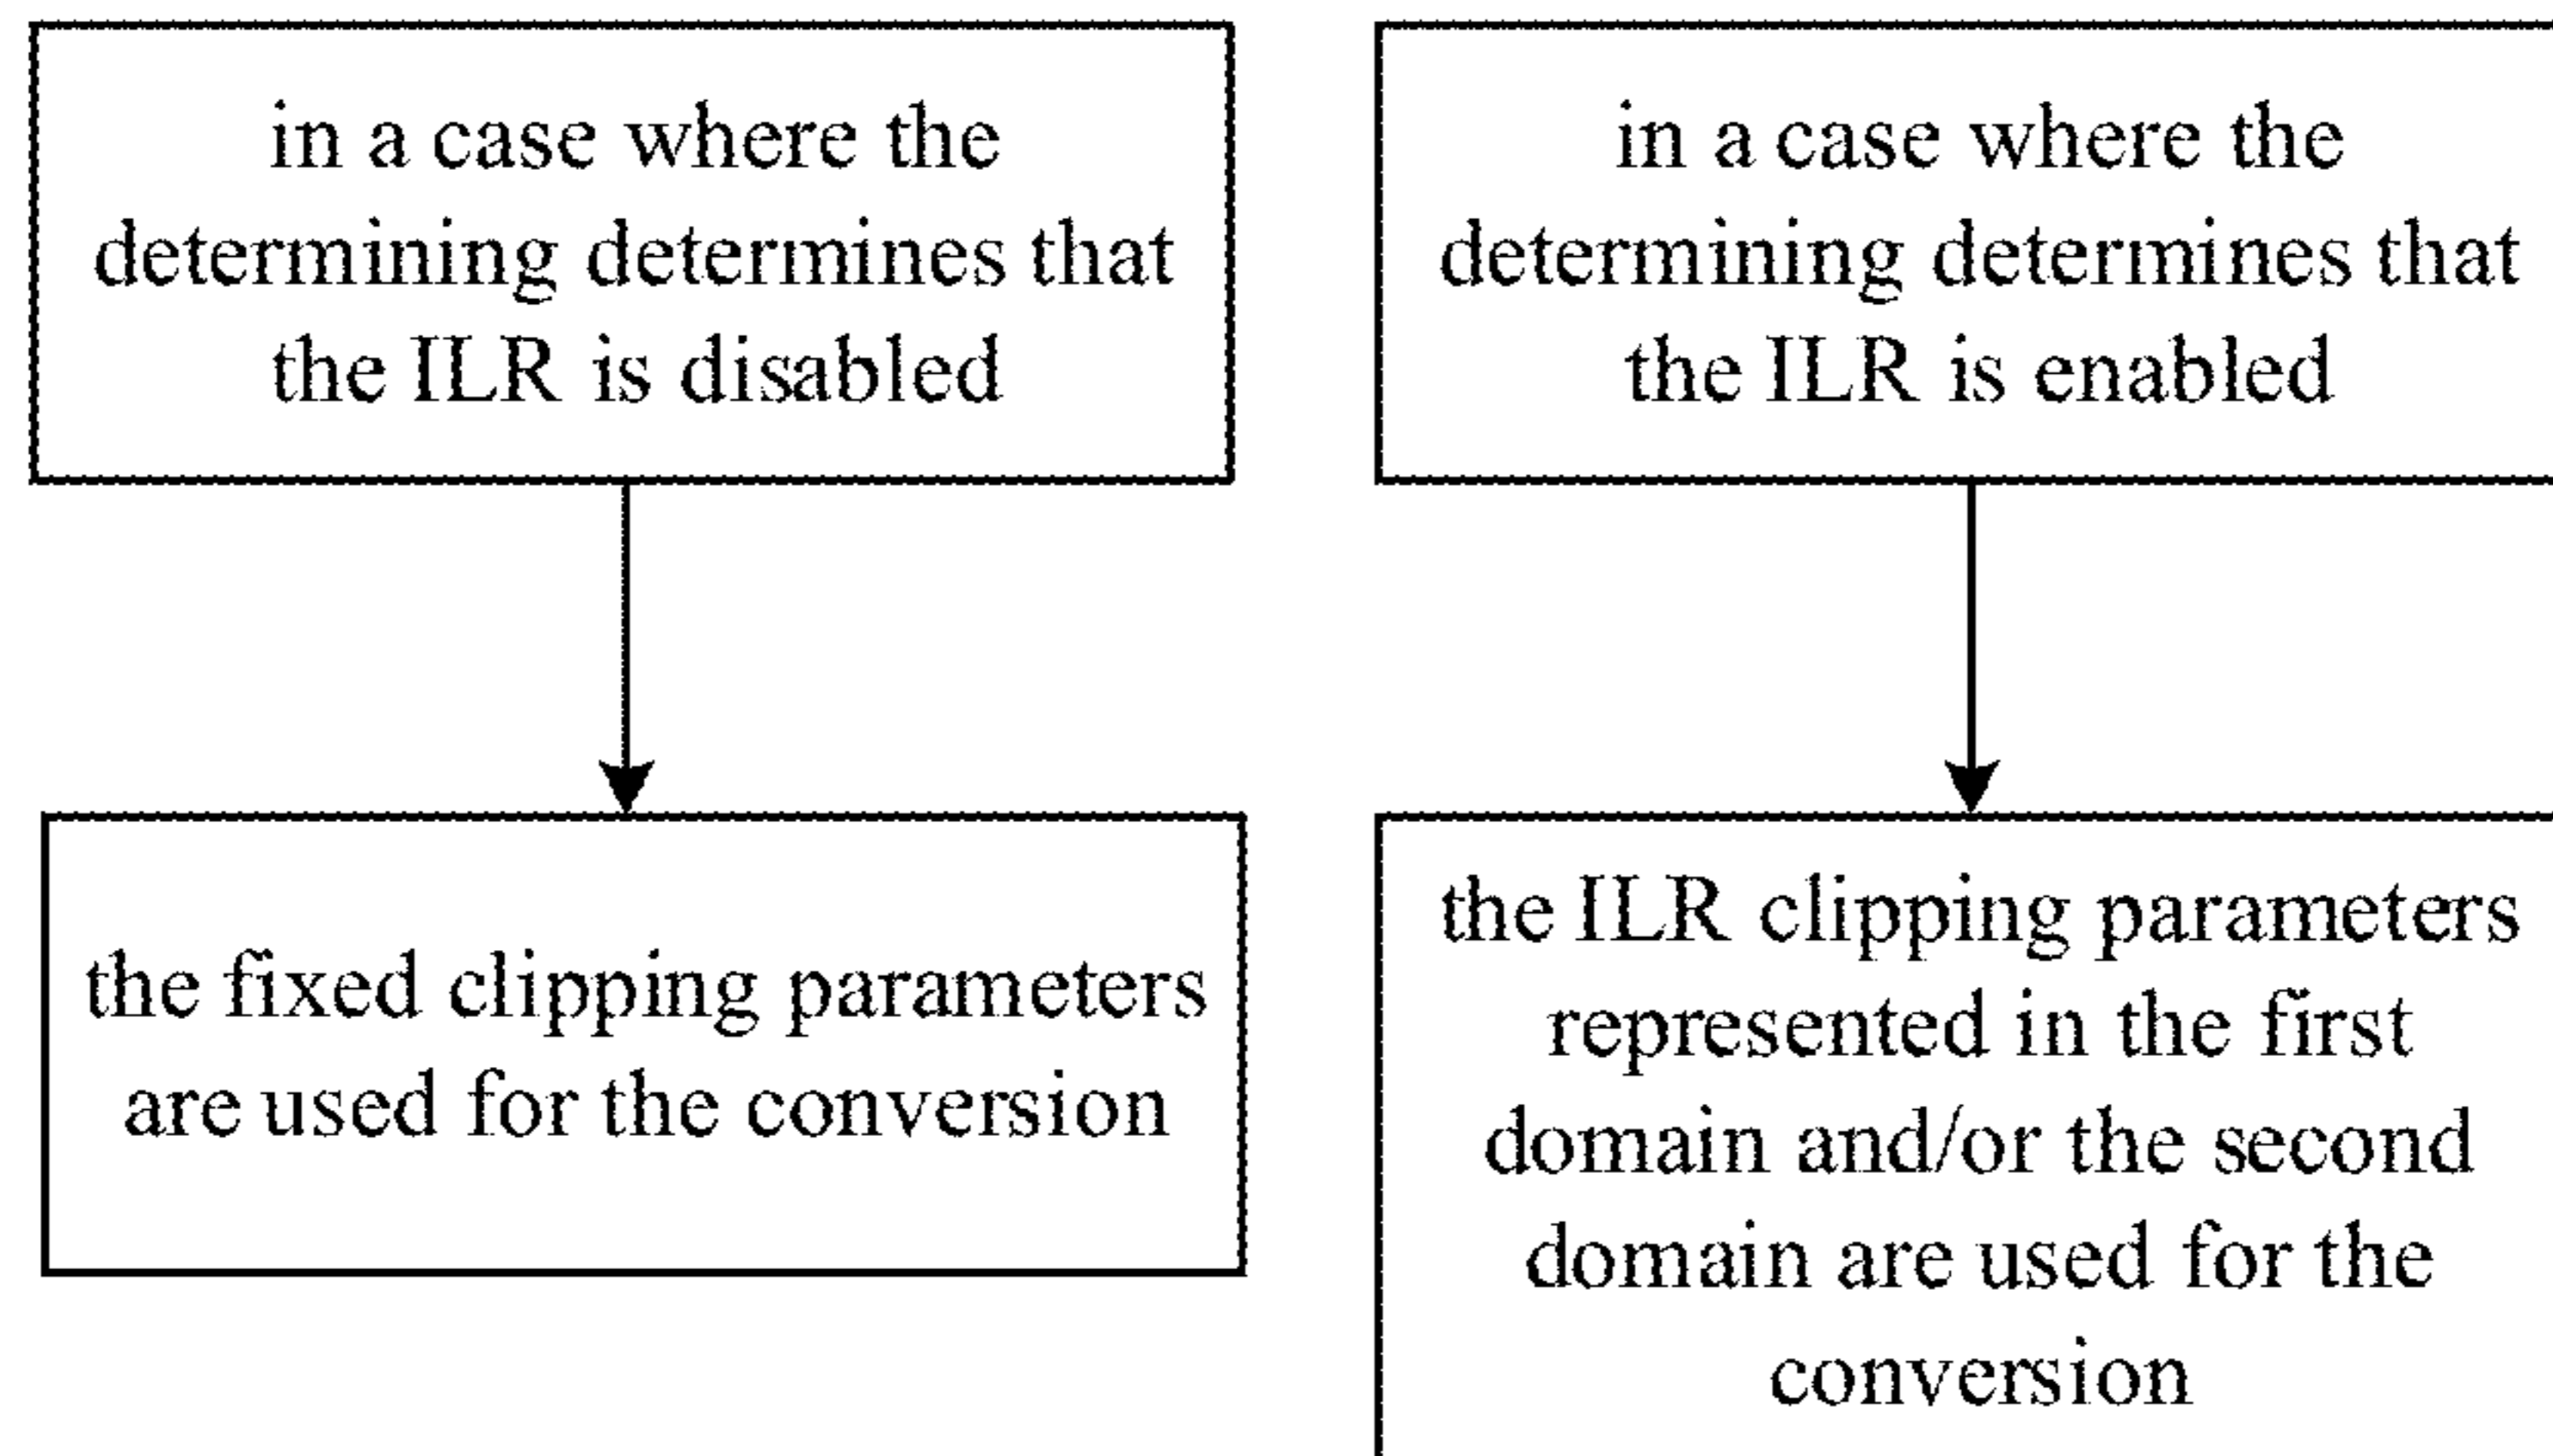 in a case where the
determining determines that
the ILR is disabled
in a case where the
determining determines that
the ILR is enabled
the fixed clipping parameters
are used for the conversion
the ILR clipping parameters
represented in the first
domain and/or the second
domain are used for the
conversion